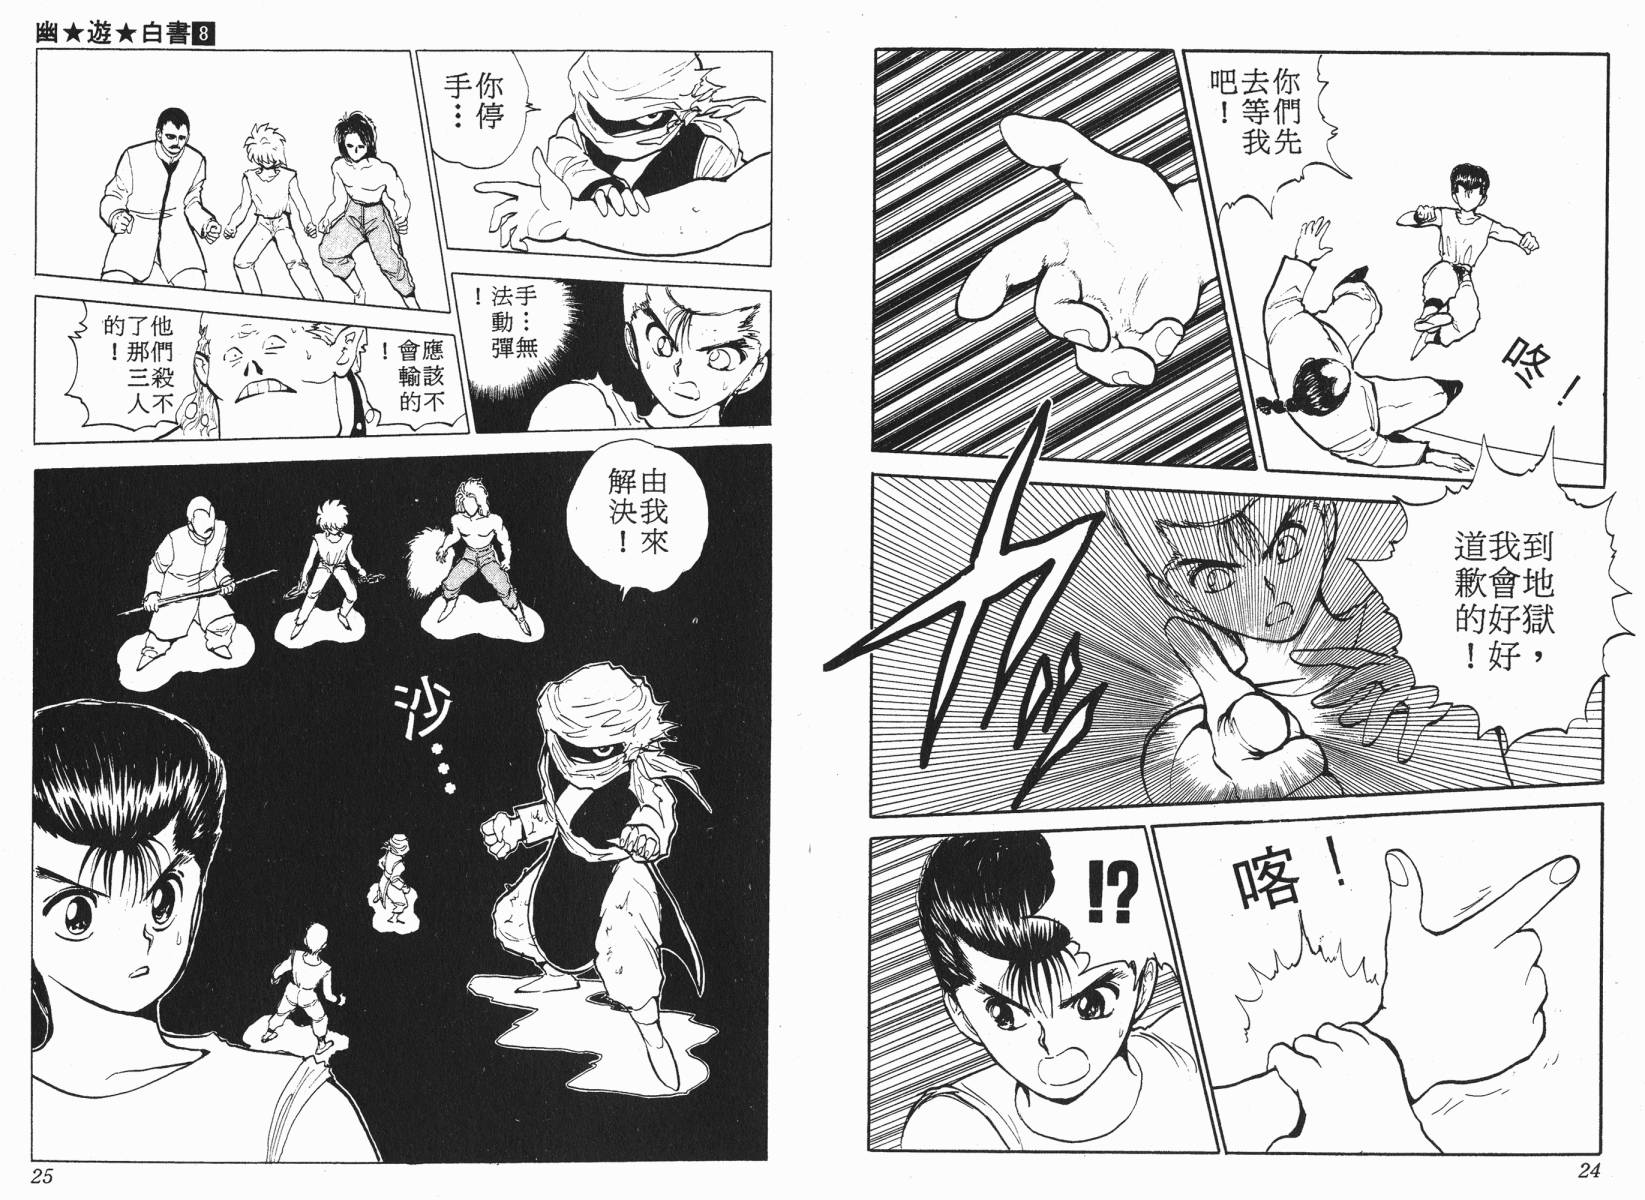 你們先
去等我
吧！
咚！
到地獄，
我會好好
道歉的！
喀！
!?
24
幽★遊★白書8
你停
手…
手…無
法動彈
！
應該不
會輸的
！
他們殺不
了那三人
的！
由我來
解決！
沙…
25